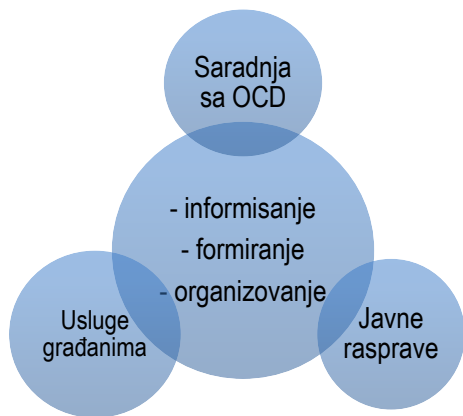 Saradnja
sa OCD
- informisanje
- formiranje
- organizovanje
Usluge
građanima
Javne
rasprave